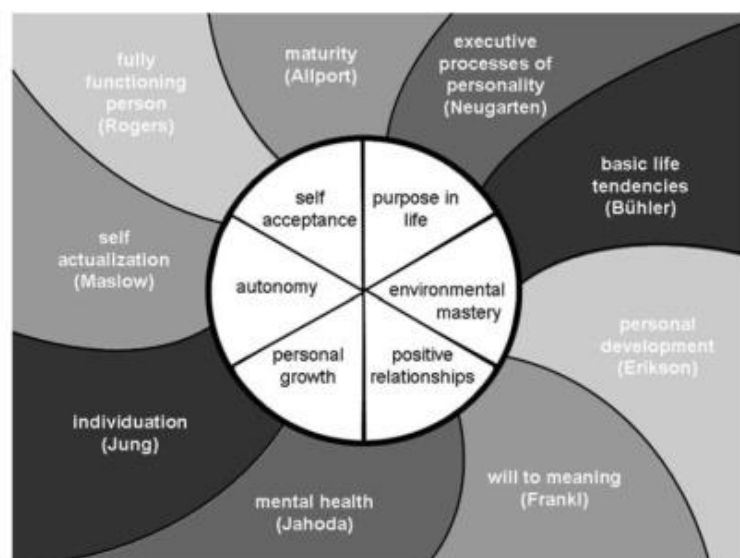 fully
functioning
person
(Rogers)
maturity
(Allport)
executive
processes of
personality
(Neugarten)
basic life
tendencies
(Bühler)
personal
development
(Erikson)
will to meaning
(Frankl)
mental health
(Jahoda)
individuation
(Jung)
self
actualization
(Maslow)
self
acceptance
purpose in
life
autonomy
environmental
mastery
personal
growth
positive
relationships